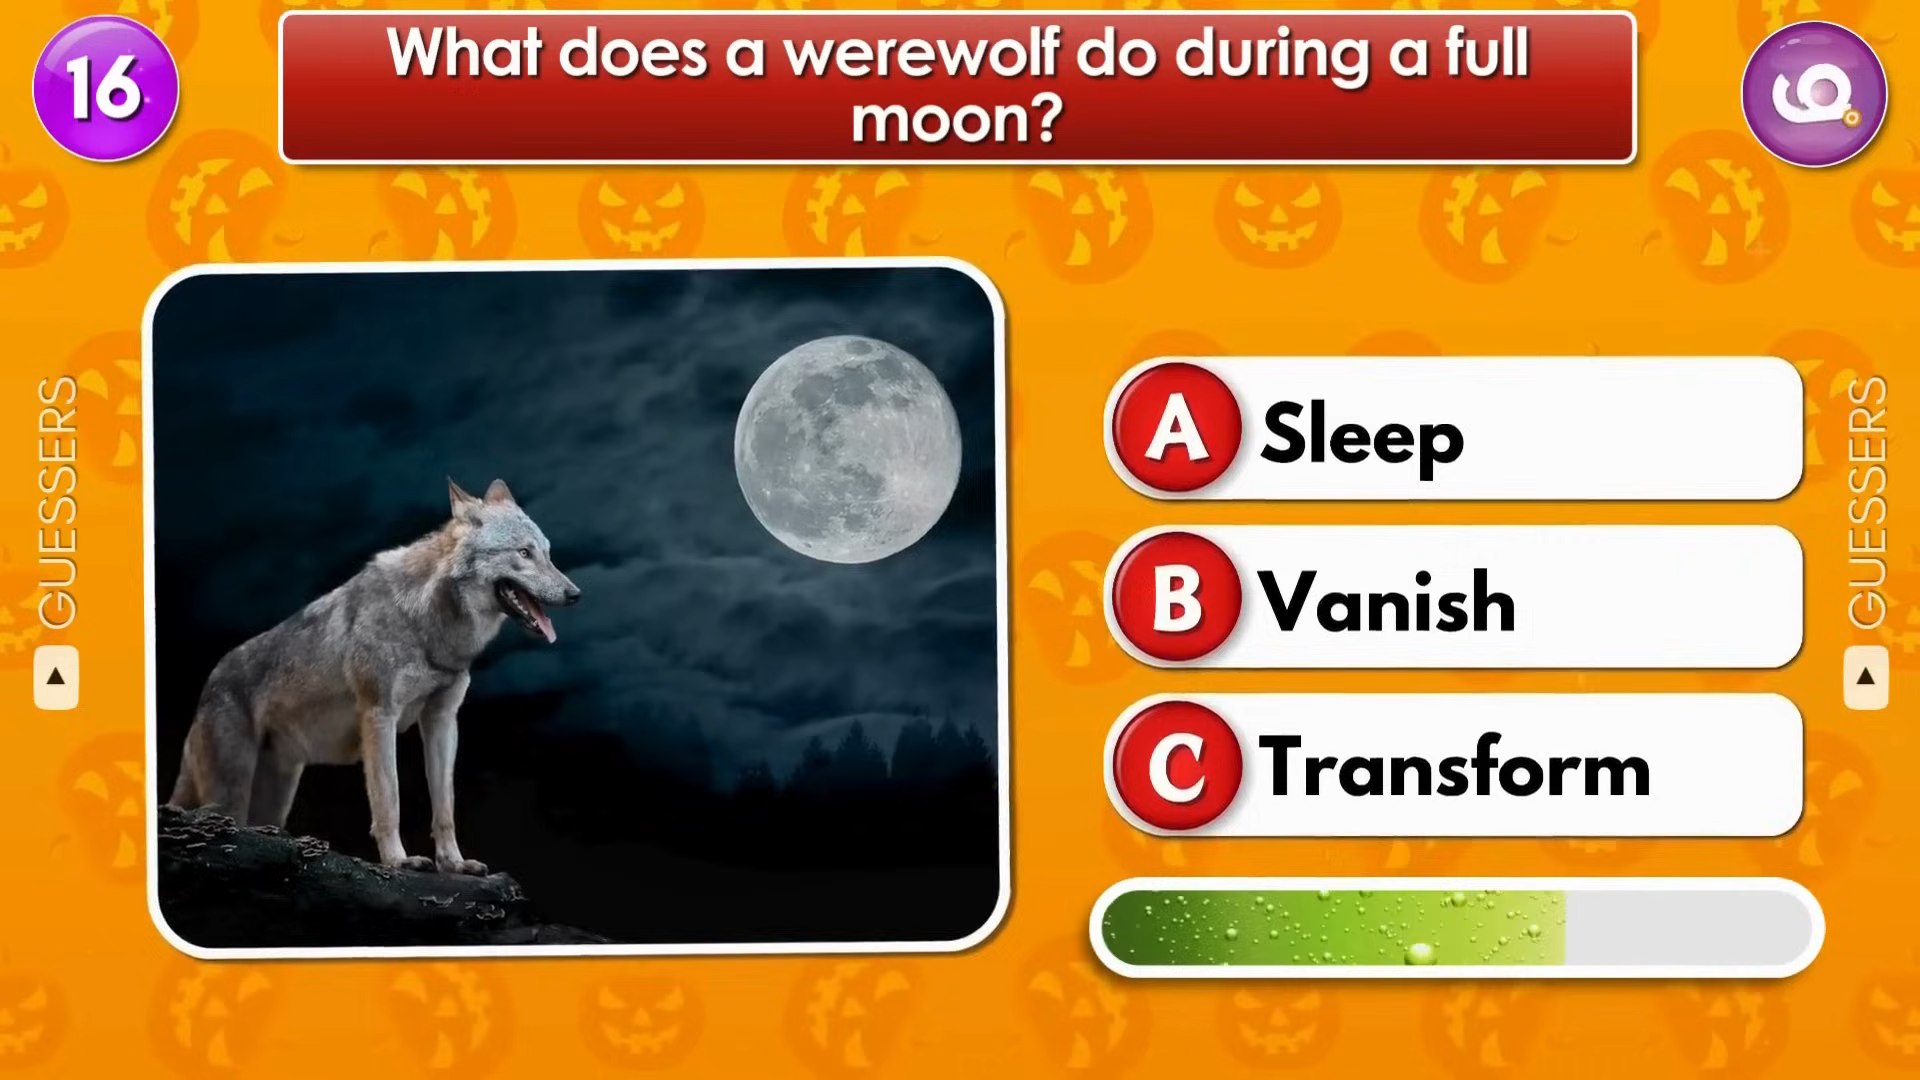 16
What does a werewolf do during a full
moon?
GUESSERS
A Sleep
B Vanish
C Transform
GUESSERS